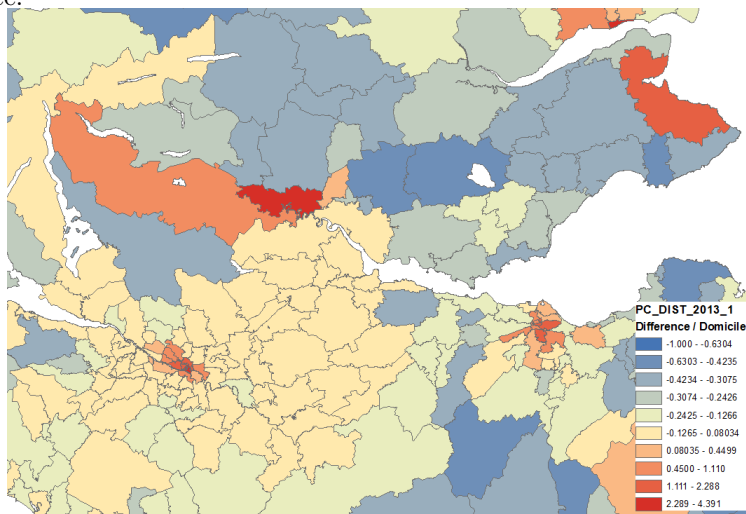 PC_DIST_2013_1
Difference / Domicile
-1.000 - -0.6304
-0.6303 - -0.4235
-0.4234 - -0.3075
-0.3074 - -0.2426
-0.2425 - -0.1266
-0.1265 - 0.08034
0.08035 - 0.4499
0.4500 - 1.110
1.111 - 2.288
2.289 - 4.391